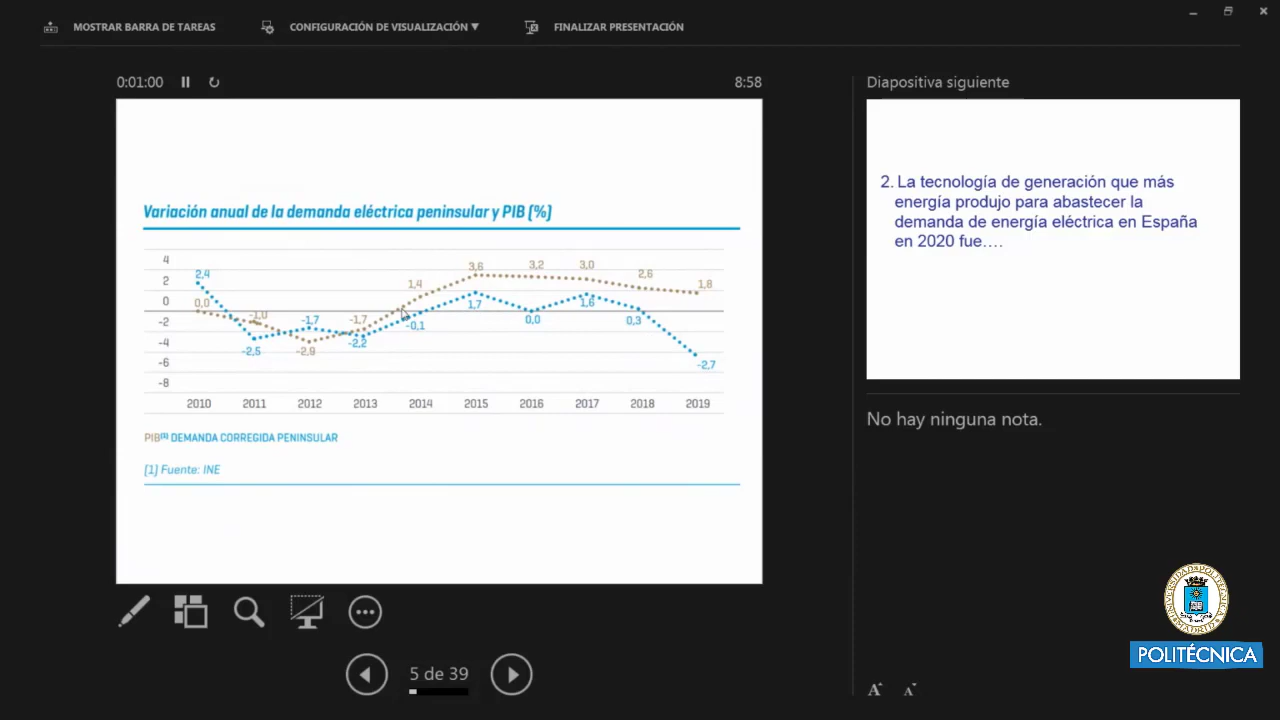 MOSTRAR BARRA DE TAREAS
CONFIGURACIÓN DE VISUALIZACIÓN ▼
FINALIZAR PRESENTACIÓN
0:01:00
8:58
Variación anual de la demanda eléctrica peninsular y PIB (%)
4
2
0
-2
-4
-6
-8
2,4
0,0
-1,0
-2,5
-1,7
-2,9
-1,7
-2,2
1,4
-0,1
3,6
1,7
3,2
0,0
3,0
1,6
2,6
0,3
1,8
-2,7
2010 2011 2012 2013 2014 2015 2016 2017 2018 2019
PIB[1] DEMANDA CORREGIDA PENINSULAR
[1] Fuente: INE
5 de 39
Diapositiva siguiente
2. La tecnología de generación que más
energía produjo para abastecer la
demanda de energía eléctrica en España
en 2020 fue….
No hay ninguna nota.
A A
POLITÉCNICA